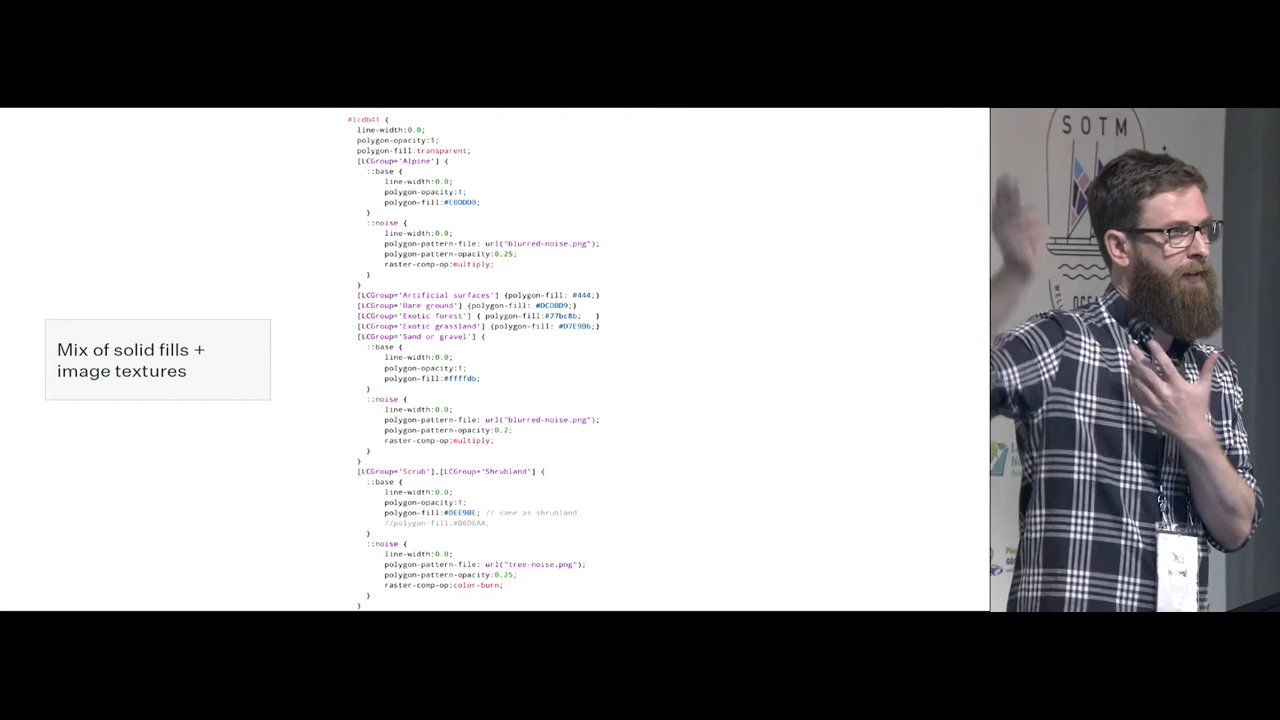 Mix of solid fills +
image textures
#lcdb41 {
line-width:0.0;
polygon-opacity:1;
polygon-fill:transparent;
[LCGroup='Alpine'] {
::base {
line-width:0.0;
polygon-opacity:1;
polygon-fill:#E0DDD0;
}
::noise {
line-width:0.0;
polygon-pattern-file: url("blurred-noise.png");
polygon-pattern-opacity:0.25;
raster-comp-op:multiply;
}
}
[LCGroup='Artificial surfaces'] {polygon-fill: #444;}
[LCGroup='Bare ground'] {polygon-fill: #DCDBD9;}
[LCGroup='Exotic forest'] { polygon-fill:#77bc8b; }
[LCGroup='Exotic grassland'] {polygon-fill: #D7E9B6;}
[LCGroup='Sand or gravel'] {
::base {
line-width:0.0;
polygon-opacity:1;
polygon-fill:#ffffdb;
}
::noise {
line-width:0.0;
polygon-pattern-file: url("blurred-noise.png");
polygon-pattern-opacity:0.2;
raster-comp-op:multiply;
}
}
[LCGroup='Scrub'],[LCGroup='Shrubland'] {
::base {
line-width:0.0;
polygon-opacity:1;
polygon-fill:#DEE9BE; // same as shrubland
//polygon-fill:#B6D6AA;
}
::noise {
line-width:0.0;
polygon-pattern-file: url("tree-noise.png");
polygon-pattern-opacity:0.25;
raster-comp-op:color-burn;
}
}
SOTM